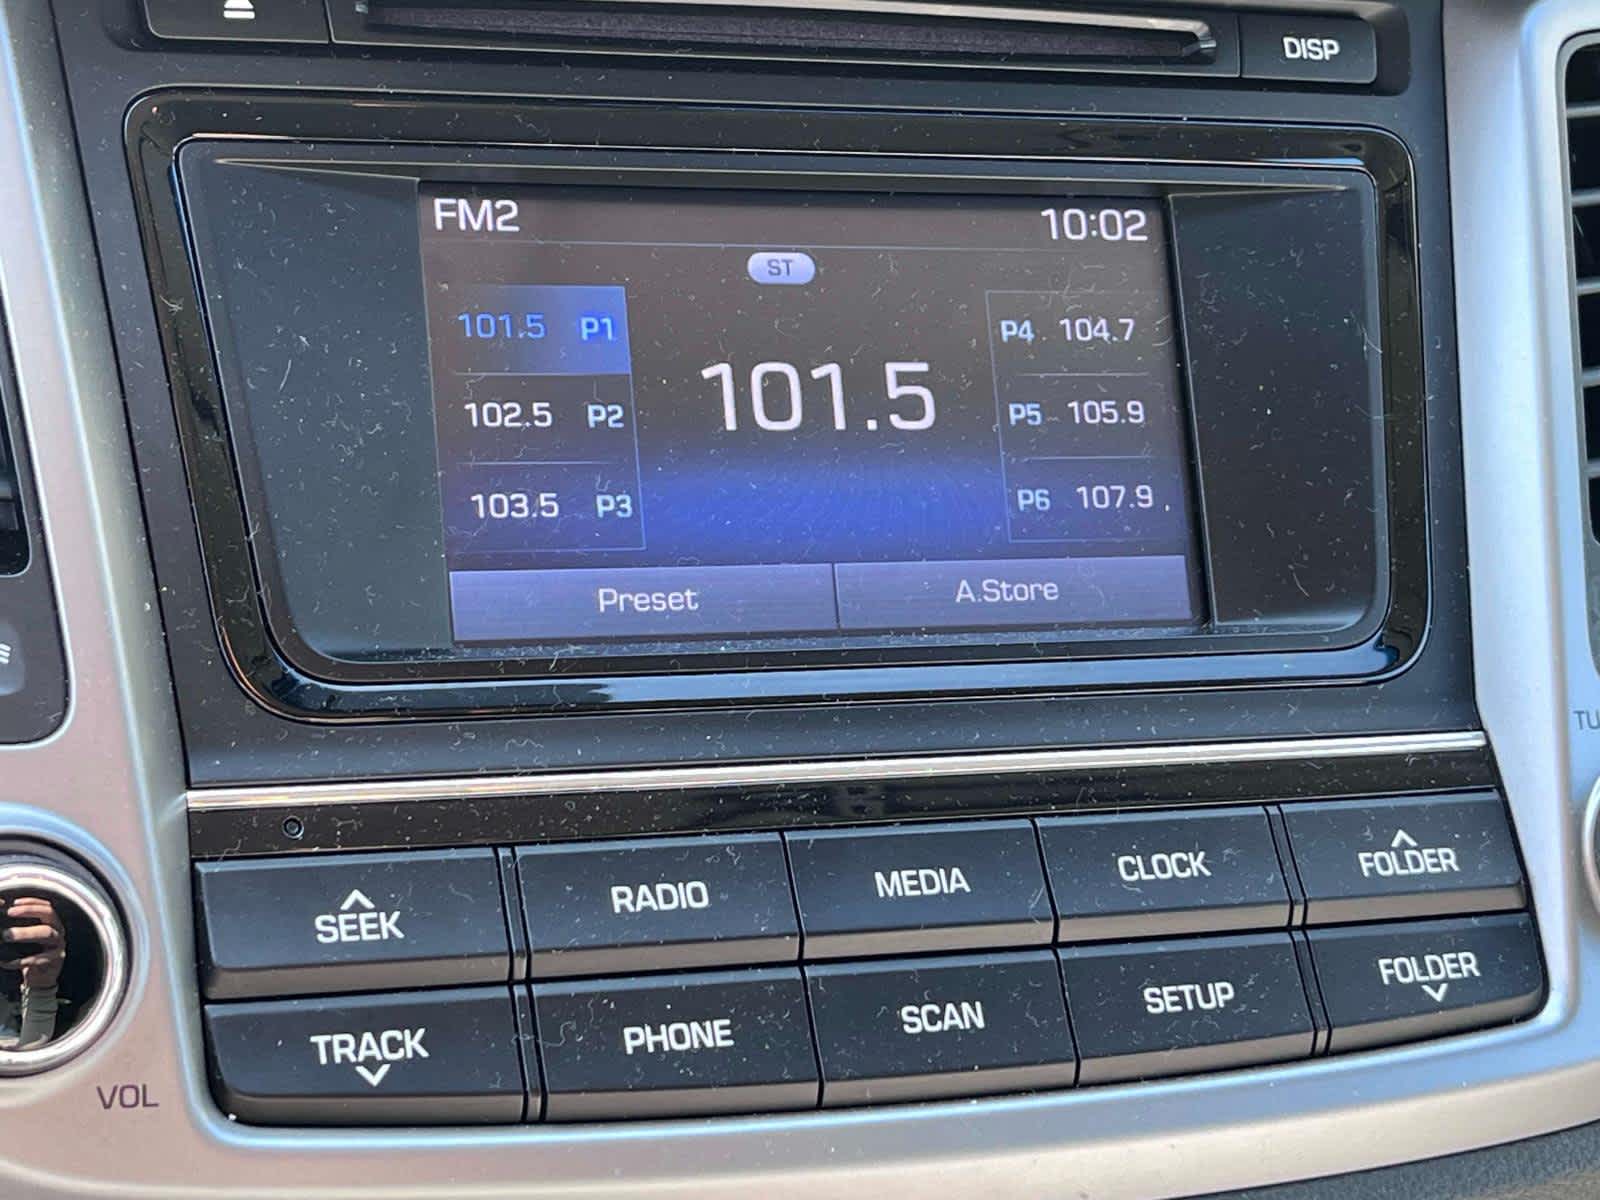 DISP
FM2 10:02
ST
101.5 P1
102.5 P2
103.5 P3
101.5
P4 104.7
P5 105.9
P6 107.9
Preset A.Store
SEEK RADIO MEDIA CLOCK FOLDER
TRACK PHONE SCAN SETUP FOLDER
VOL